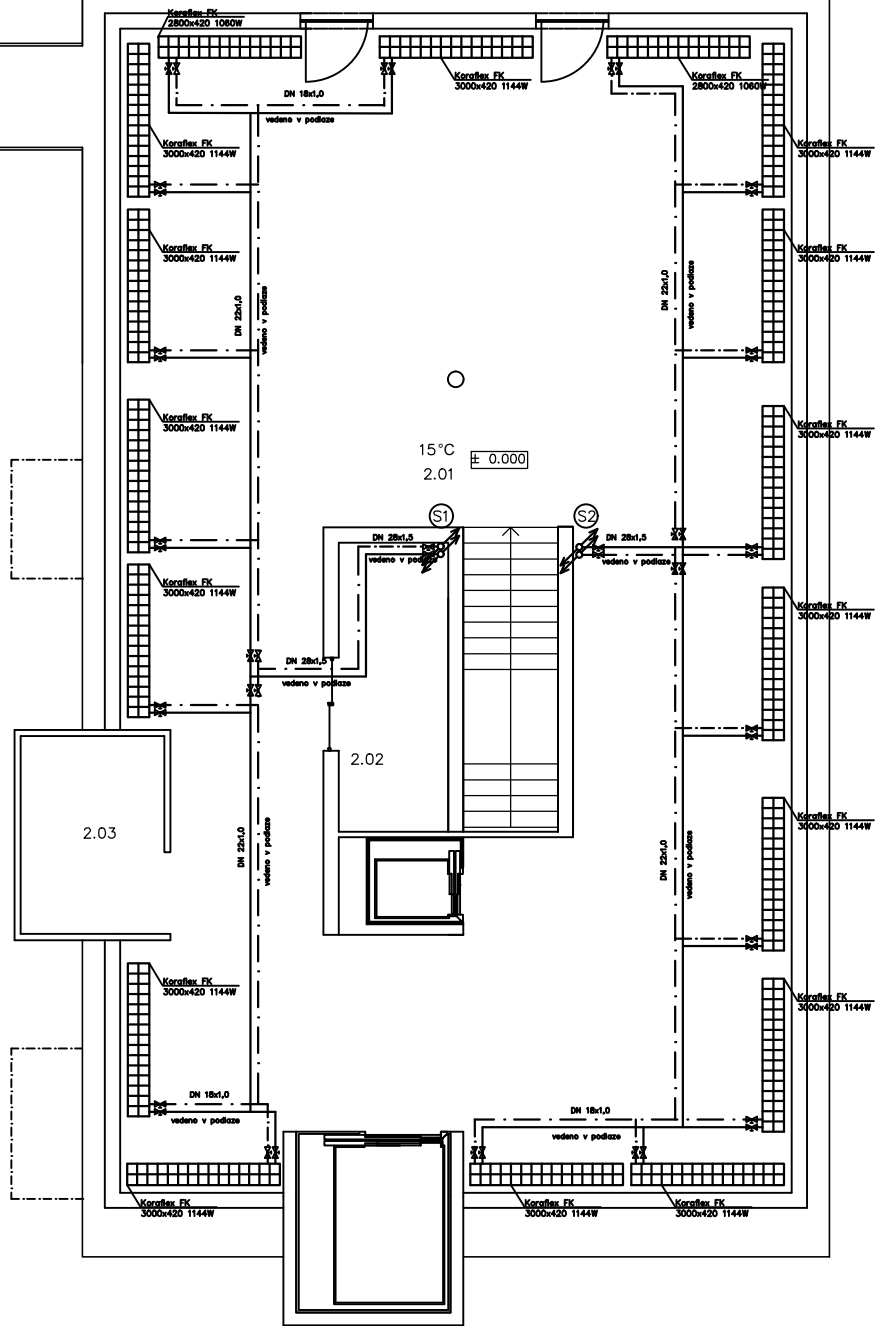 Koraflex FK
2800x420 1060W
DN 18x1,0
vedeno v podlaze
Koraflex FK
3000x420 1144W
Koraflex FK
2800x420 1060W
Koraflex FK
3000x420 1144W
Koraflex FK
3000x420 1144W
Koraflex FK
3000x420 1144W
Koraflex FK
3000x420 1144W
DN 22x1,0
vedeno v podlaze
DN 22x1,0
vedeno v podlaze
Koraflex FK
3000x420 1144W
Koraflex FK
3000x420 1144W
15°C
± 0.000
2.01
S1
S2
DN 28x1,5
vedeno v podlaze
DN 28x1,5
vedeno v podlaze
Koraflex FK
3000x420 1144W
Koraflex FK
3000x420 1144W
DN 28x1,5
vedeno v podlaze
2.02
2.03
DN 22x1,0
vedeno v podlaze
DN 22x1,0
vedeno v podlaze
Koraflex FK
3000x420 1144W
Koraflex FK
3000x420 1144W
Koraflex FK
3000x420 1144W
DN 18x1,0
vedeno v podlaze
DN 18x1,0
vedeno v podlaze
Koraflex FK
3000x420 1144W
Koraflex FK
3000x420 1144W
Koraflex FK
3000x420 1144W